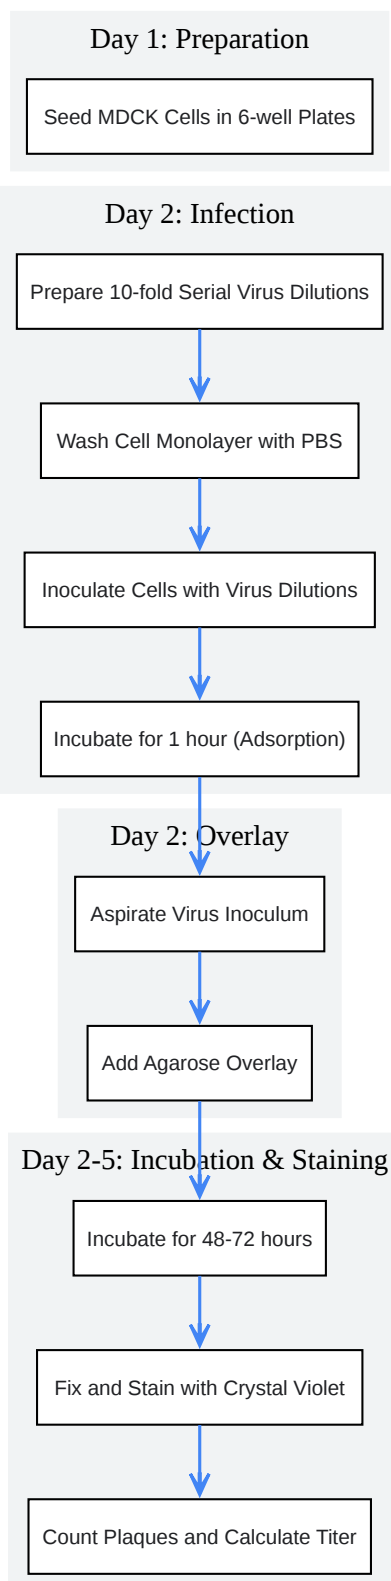 Day 1: Preparation
Seed MDCK Cells in 6-well Plates
Day 2: Infection
Prepare 10-fold Serial Virus Dilutions
Wash Cell Monolayer with PBS
Inoculate Cells with Virus Dilutions
Incubate for 1 hour (Adsorption)
Day 2: Overlay
Aspirate Virus Inoculum
Add Agarose Overlay
Day 2-5: Incubation & Staining
Incubate for 48-72 hours
Fix and Stain with Crystal Violet
Count Plaques and Calculate Titer